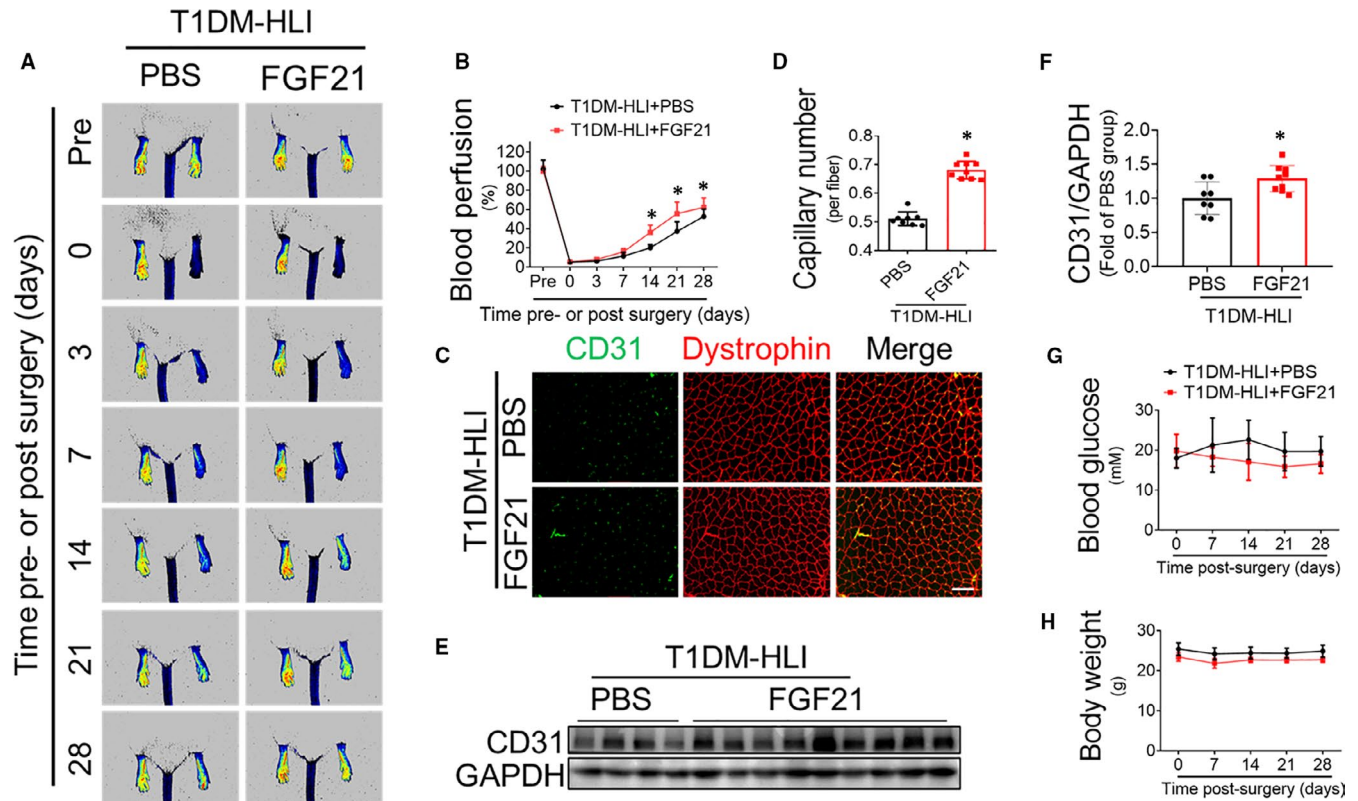 A
T1DM-HLI
PBS FGF21
Time pre- or post surgery (days)
Pre
0
3
7
14
21
28
B
T1DM-HLI+PBS
T1DM-HLI+FGF21
Blood perfusion
(%)
120
100
80
60
40
20
0
* * *
Pre 0 3 7 14 21 28
Time pre- or post surgery (days)
C
CD31 Dystrophin Merge
T1DM-HLI
PBS
FGF21
D
Capillary number
(per fiber)
0.8
0.7
0.6
0.5
0.4
*
PBS FGF21
T1DM-HLI
E
T1DM-HLI
PBS FGF21
CD31
GAPDH
F
CD31/GAPDH
(Fold of PBS group)
2.0
1.5
1.0
0.5
0.0
*
PBS FGF21
T1DM-HLI
G
T1DM-HLI+PBS
T1DM-HLI+FGF21
Blood glucose
(mM)
30
20
10
0
0 7 14 21 28
Time post-surgery (days)
H
Body weight
(g)
30
20
10
0
0 7 14 21 28
Time post-surgery (days)